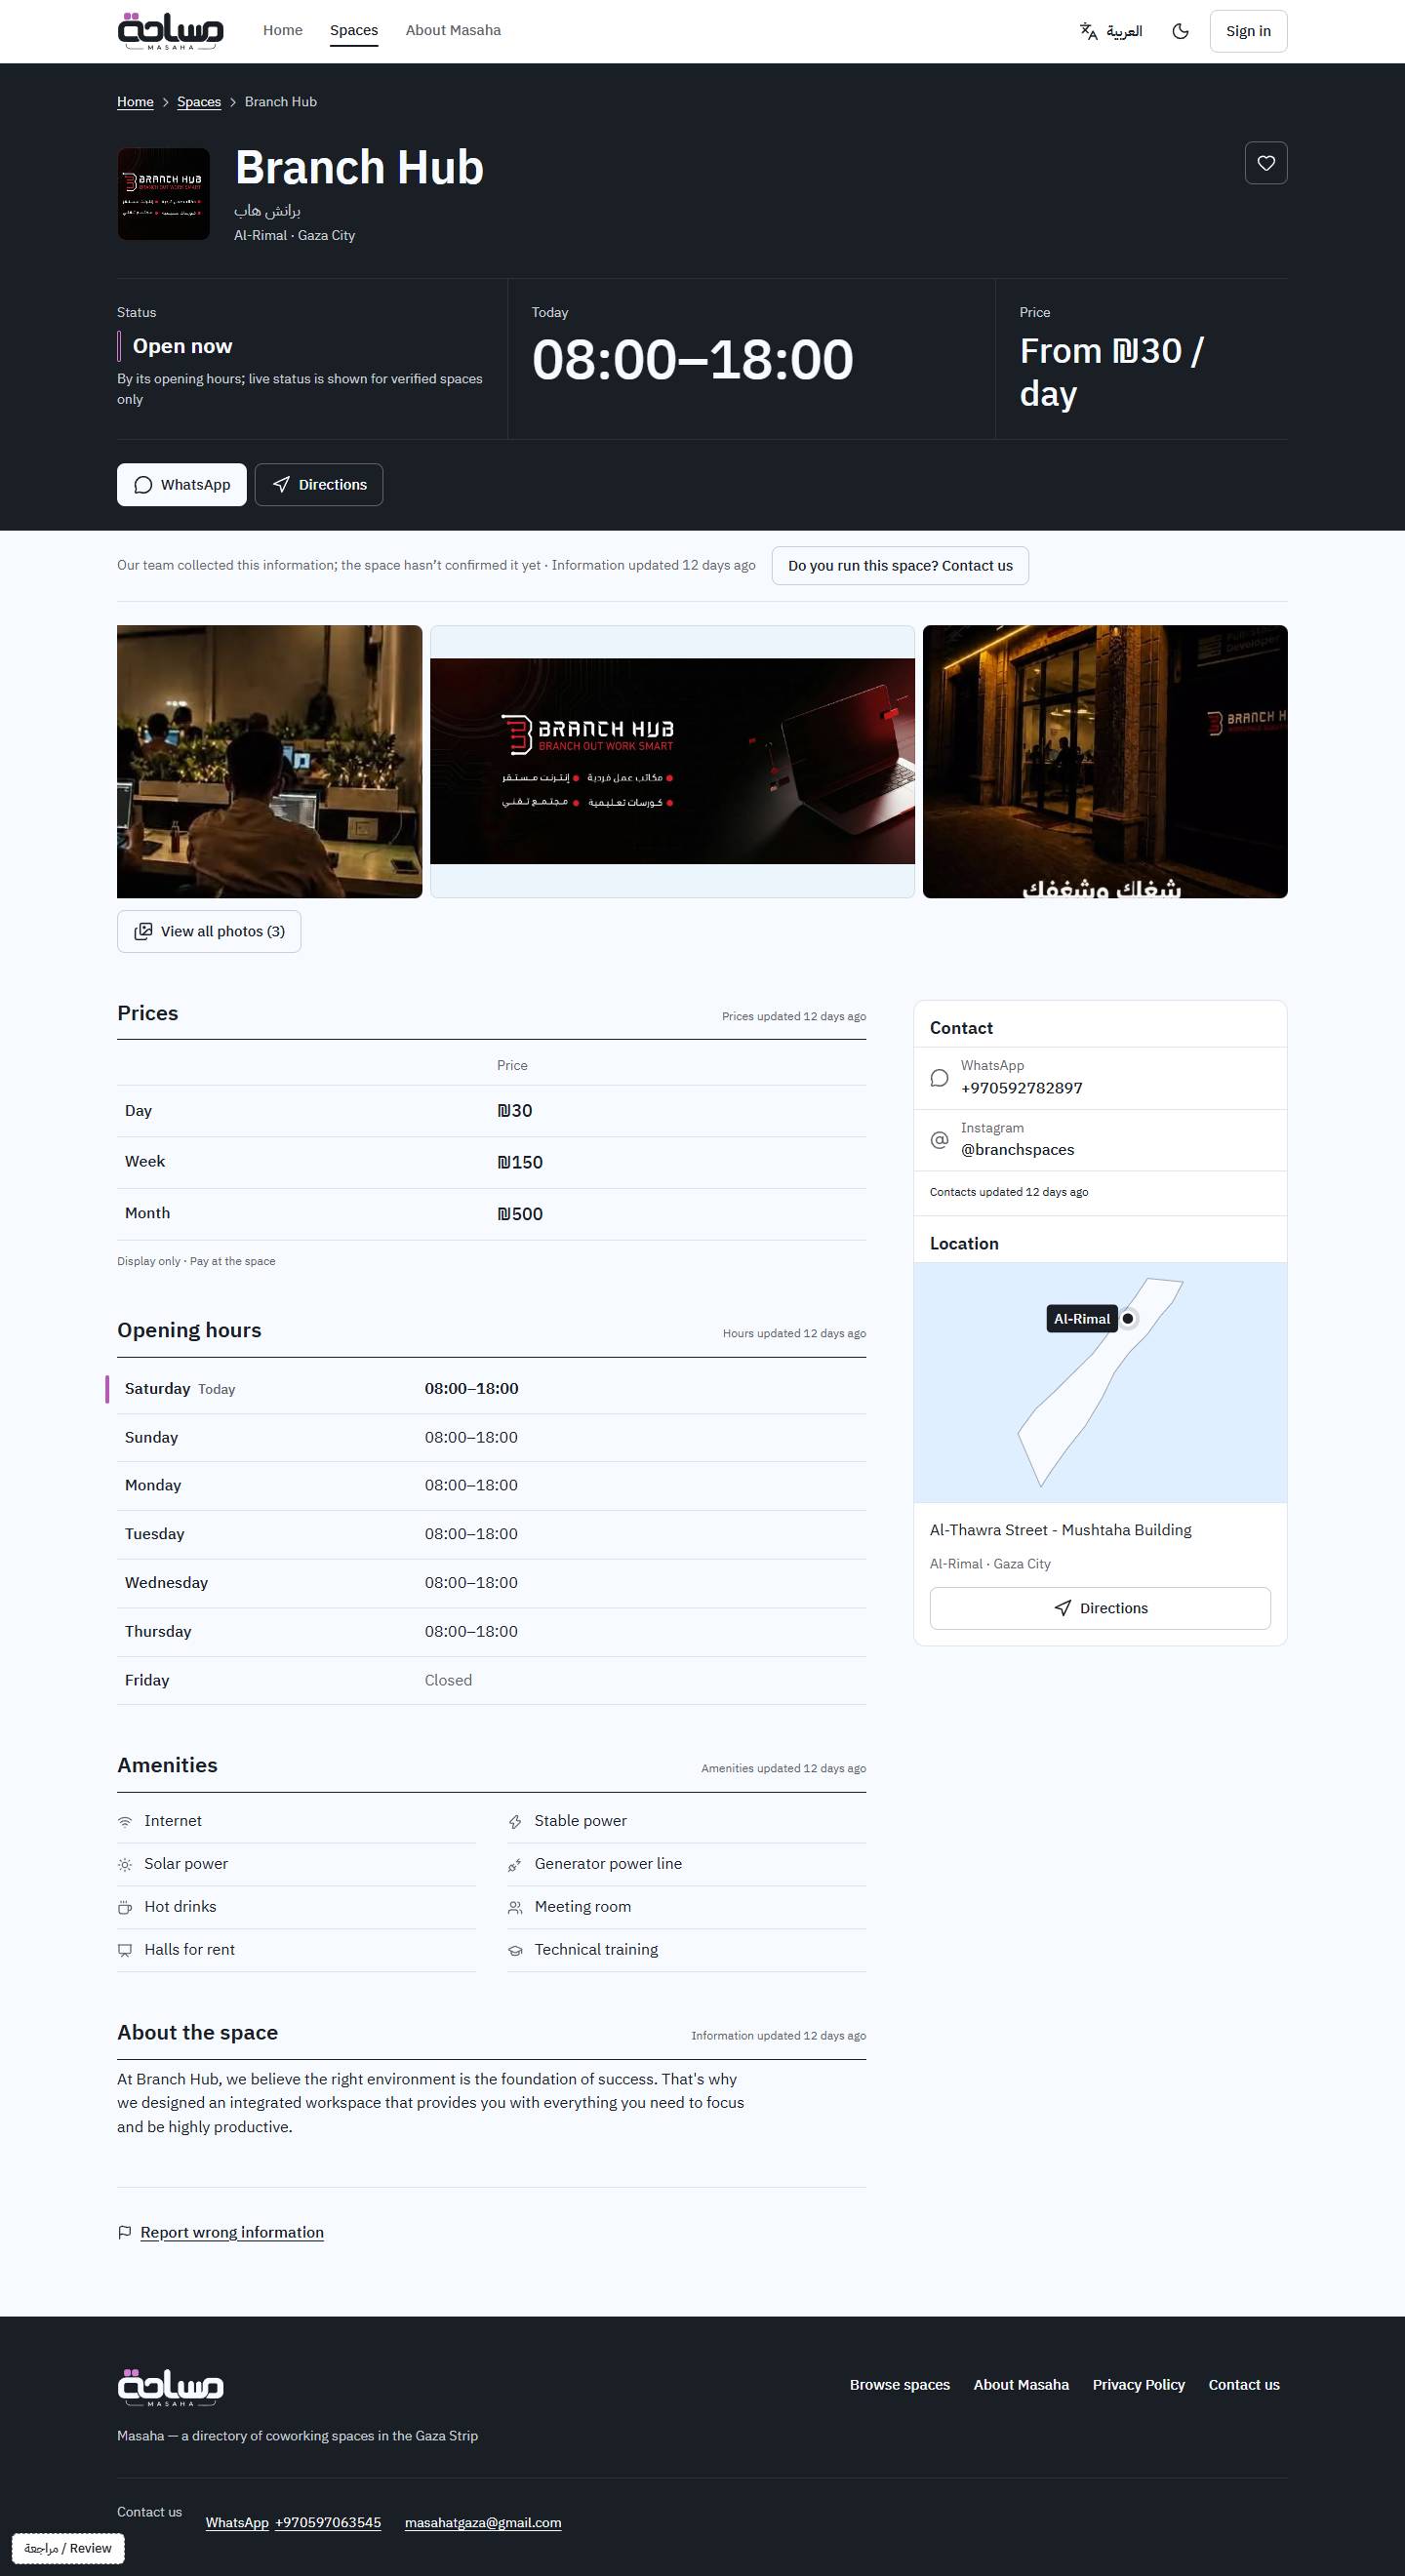 مساحة
MASAHA
Home
Spaces
About Masaha
العربية
Sign in
Home
Spaces
Branch Hub
BRANCH HUB
BRANCH OUT WORK SMART
Branch Hub
برانش هاب
Al-Rimal · Gaza City
Status
Open now
By its opening hours; live status is shown for verified spaces
only
Today
08:00–18:00
Price
From ₪30 /
day
WhatsApp
Directions
Our team collected this information; the space hasn’t confirmed it yet · Information updated 12 days ago
Do you run this space? Contact us
BRANCH HUB
BRANCH OUT WORK SMART
مكاتب عمل فردية
إنترنت مستقر
كورسات تعليمية
مجتمع تقني
Developer
BRANCH H
شغلك وشغفك
View all photos (3)
Prices
Prices updated 12 days ago
Price
Day
₪30
Week
₪150
Month
₪500
Display only · Pay at the space
Opening hours
Hours updated 12 days ago
Saturday Today
08:00–18:00
Sunday
08:00–18:00
Monday
08:00–18:00
Tuesday
08:00–18:00
Wednesday
08:00–18:00
Thursday
08:00–18:00
Friday
Closed
Amenities
Amenities updated 12 days ago
Internet
Stable power
Solar power
Generator power line
Hot drinks
Meeting room
Halls for rent
Technical training
About the space
Information updated 12 days ago
At Branch Hub, we believe the right environment is the foundation of success. That's why
we designed an integrated workspace that provides you with everything you need to focus
and be highly productive.
Report wrong information
Contact
WhatsApp
+970592782897
Instagram
@branchspaces
Contacts updated 12 days ago
Location
Al-Rimal
Al-Thawra Street - Mushtaha Building
Al-Rimal · Gaza City
Directions
مساحة
MASAHA
Browse spaces
About Masaha
Privacy Policy
Contact us
Masaha — a directory of coworking spaces in the Gaza Strip
Contact us
WhatsApp +970597063545
masahatgaza@gmail.com
مراجعة / Review